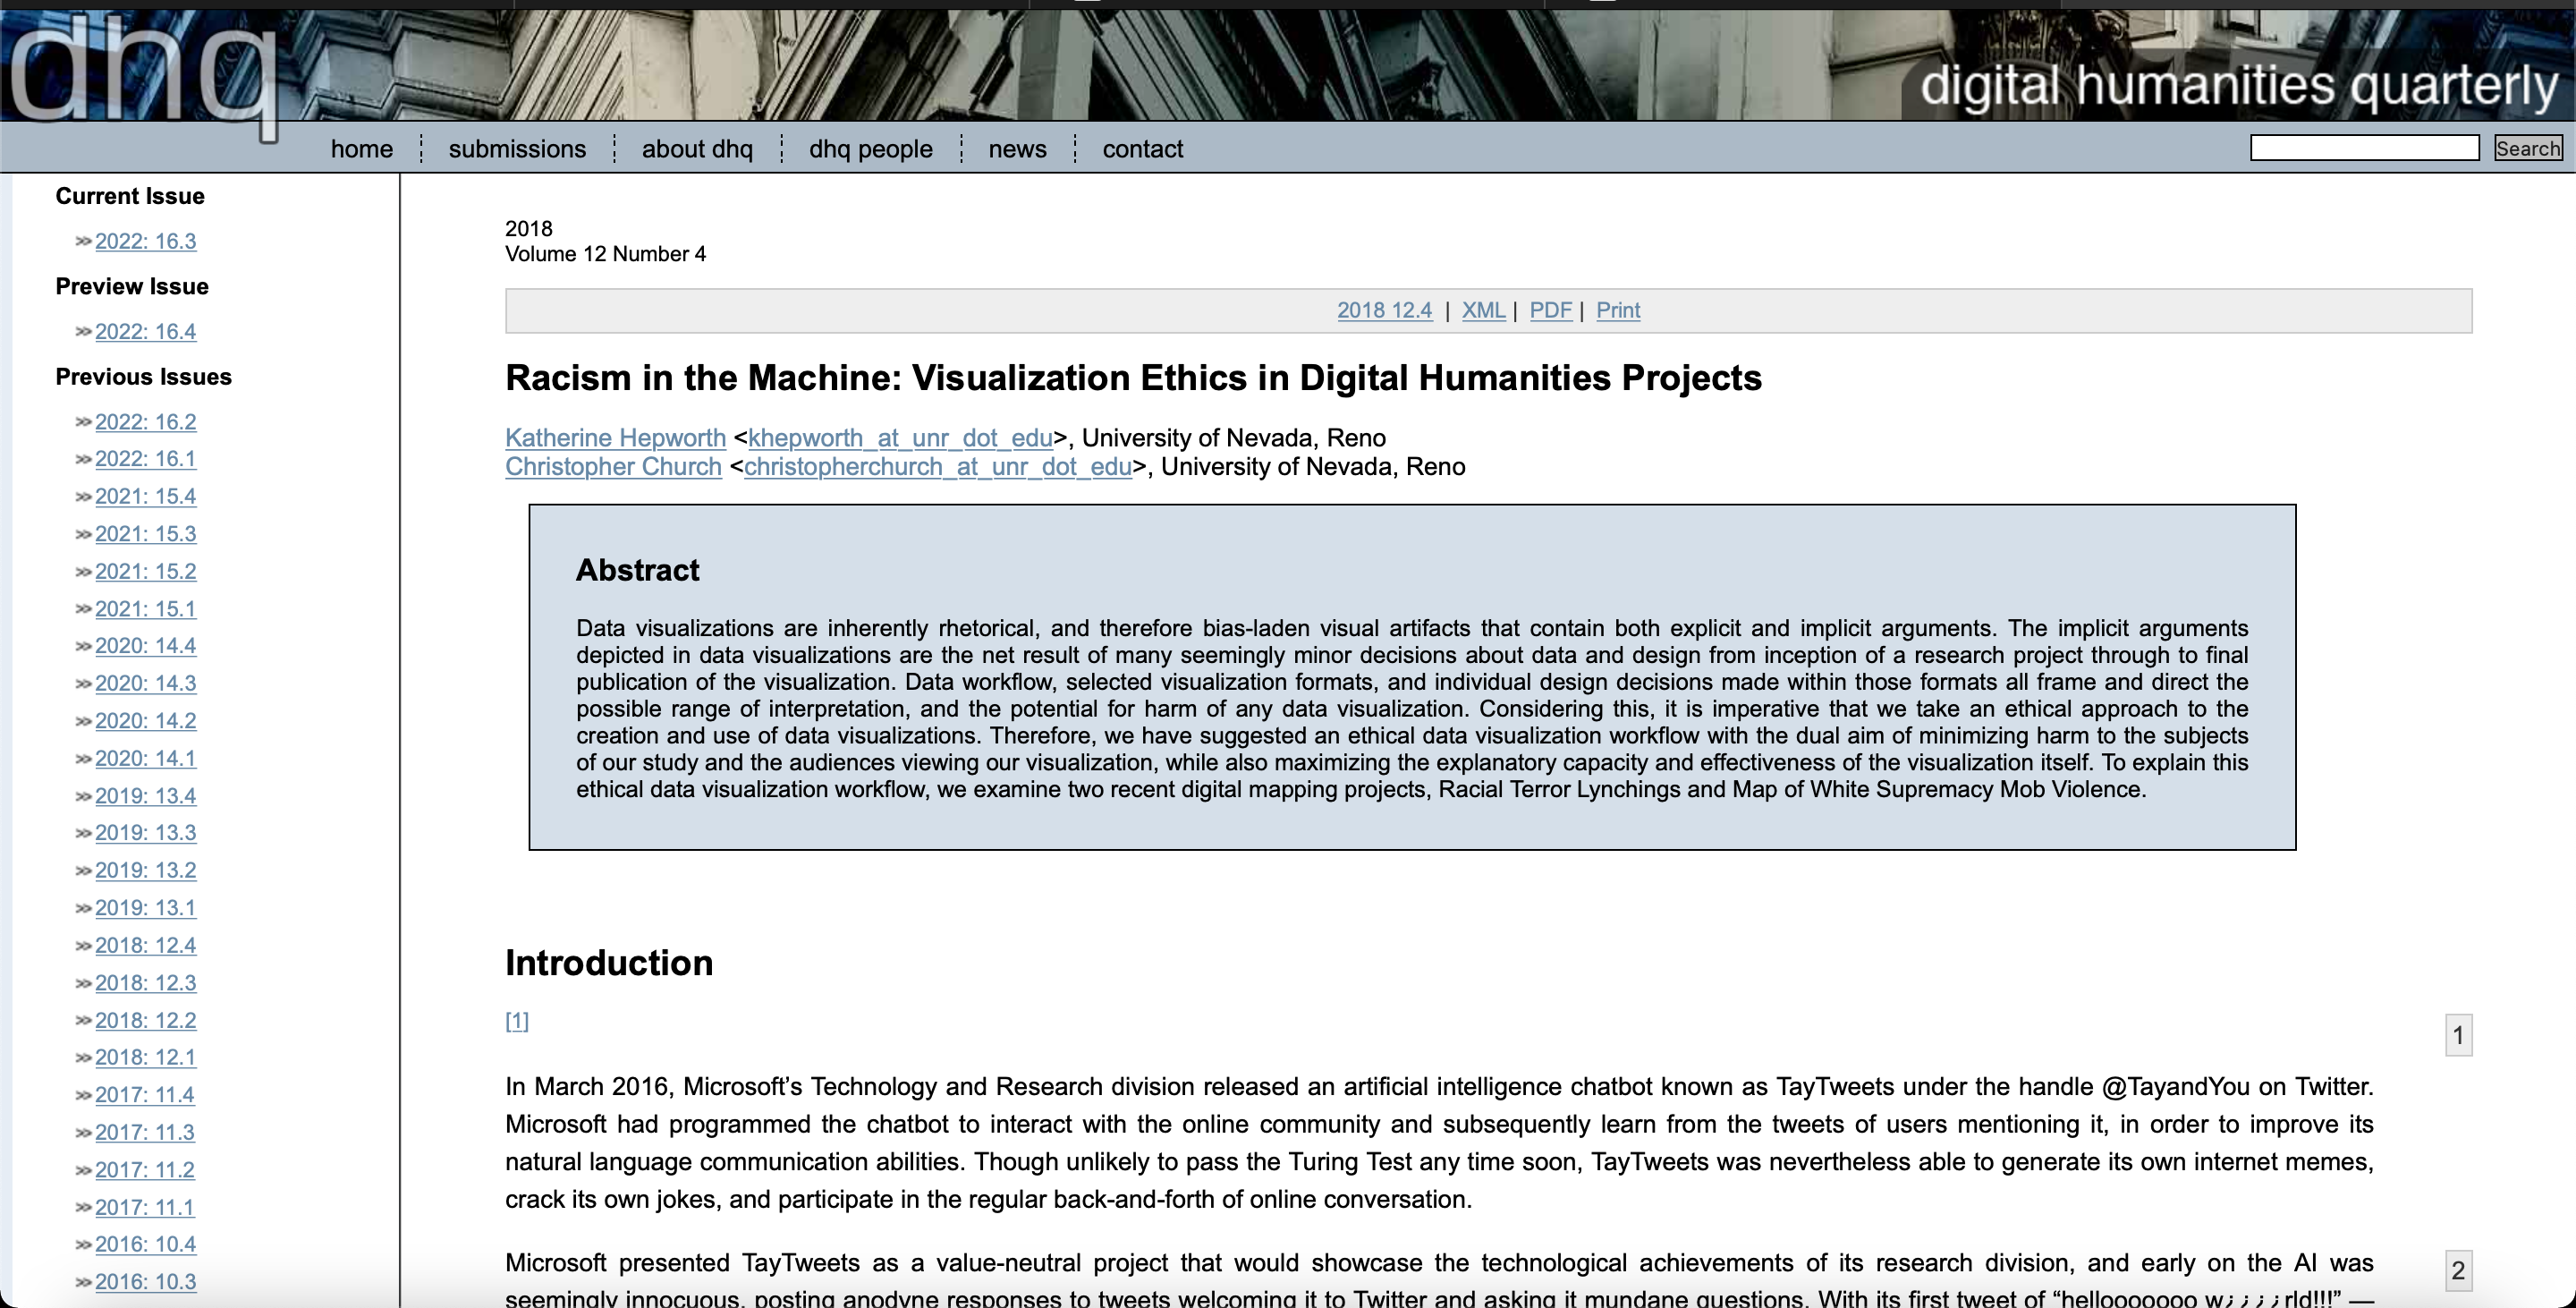 dhq
digital humanities quarterly
home
submissions
about dhq
dhq people
news
contact
Search
Current Issue
2022: 16.3
Preview Issue
2022: 16.4
Previous Issues
2022: 16.2
2022: 16.1
2021: 15.4
2021: 15.3
2021: 15.2
2021: 15.1
2020: 14.4
2020: 14.3
2020: 14.2
2020: 14.1
2019: 13.4
2019: 13.3
2019: 13.2
2019: 13.1
2018: 12.4
2018: 12.3
2018: 12.2
2018: 12.1
2017: 11.4
2017: 11.3
2017: 11.2
2017: 11.1
2016: 10.4
2016: 10.3
2018
Volume 12 Number 4
2018 12.4 | XML | PDF | Print
Racism in the Machine: Visualization Ethics in Digital Humanities Projects
Katherine Hepworth <khepworth_at_unr_dot_edu>, University of Nevada, Reno
Christopher Church <christopherchurch_at_unr_dot_edu>, University of Nevada, Reno
Abstract
Data visualizations are inherently rhetorical, and therefore bias-laden visual artifacts that contain both explicit and implicit arguments. The implicit arguments
depicted in data visualizations are the net result of many seemingly minor decisions about data and design from inception of a research project through to final
publication of the visualization. Data workflow, selected visualization formats, and individual design decisions made within those formats all frame and direct the
possible range of interpretation, and the potential for harm of any data visualization. Considering this, it is imperative that we take an ethical approach to the
creation and use of data visualizations. Therefore, we have suggested an ethical data visualization workflow with the dual aim of minimizing harm to the subjects
of our study and the audiences viewing our visualization, while also maximizing the explanatory capacity and effectiveness of the visualization itself. To explain this
ethical data visualization workflow, we examine two recent digital mapping projects, Racial Terror Lynchings and Map of White Supremacy Mob Violence.
Introduction
[1]
1
In March 2016, Microsoft’s Technology and Research division released an artificial intelligence chatbot known as TayTweets under the handle @TayandYou on Twitter.
Microsoft had programmed the chatbot to interact with the online community and subsequently learn from the tweets of users mentioning it, in order to improve its
natural language communication abilities. Though unlikely to pass the Turing Test any time soon, TayTweets was nevertheless able to generate its own internet memes,
crack its own jokes, and participate in the regular back-and-forth of online conversation.
Microsoft presented TayTweets as a value-neutral project that would showcase the technological achievements of its research division, and early on the AI was
2
seemingly innocuous, posting anodyne responses to tweets welcoming it to Twitter and asking it mundane questions. With its first tweet of “hellooooooo w¿¿¿¿rld!!!” —